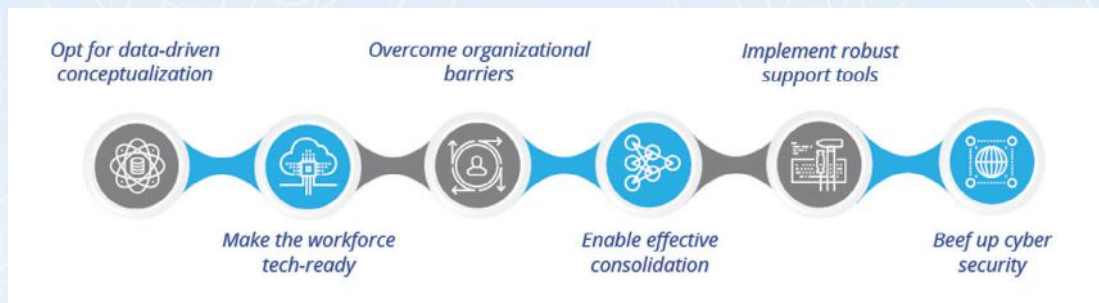 Opt for data-driven
conceptualization
Make the workforce
tech-ready
Overcome organizational
barriers
Enable effective
consolidation
Implement robust
support tools
Beef up cyber
security